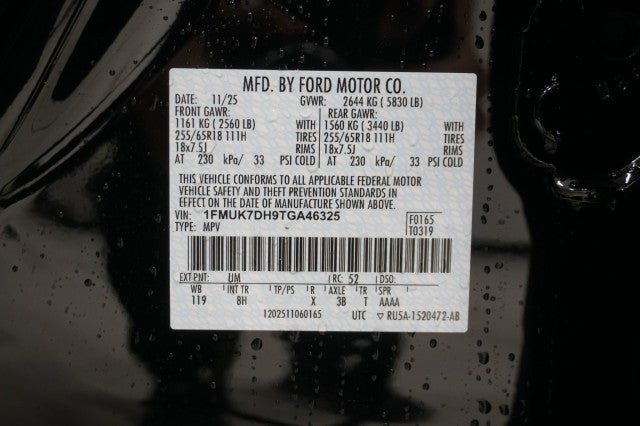 MFD. BY FORD MOTOR CO.
DATE: 11/25 GVWR: 2644 KG ( 5830 LB)
FRONT GAWR: REAR GAWR:
1161 KG ( 2560 LB) WITH 1560 KG ( 3440 LB) WITH
255/65R18 111H TIRES 255/65R18 111H TIRES
18x7.5J RIMS 18x7.5J RIMS
AT 230 kPa/ 33 PSI COLD AT 230 kPa/ 33 PSI COLD
THIS VEHICLE CONFORMS TO ALL APPLICABLE FEDERAL MOTOR
VEHICLE SAFETY AND THEFT PREVENTION STANDARDS IN
EFFECT ON THE DATE OF MANUFACTURE SHOWN ABOVE.
VIN: 1FMUK7DH9TGA46325 F0165
TYPE: MPV T0319
EXT PNT: UM RC: 52 DSO:
WB INT TR TP/PS R AXLE TR SPR
119 8H X 3B T AAAA
1202511060165 UTC ▽ RU5A-1520472-AB